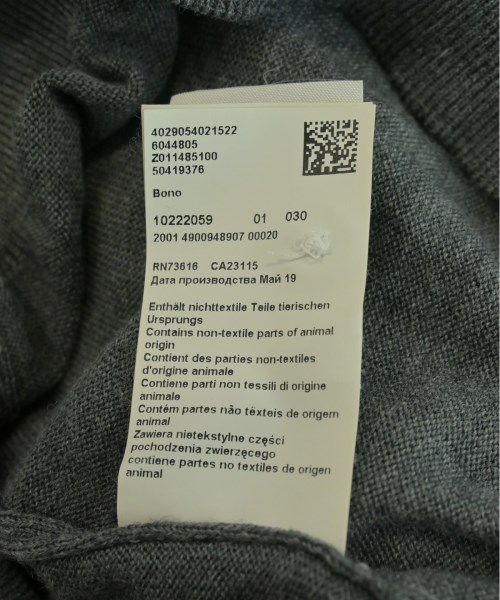 4029054021522
6044805
Z011485100
50419376
Bono
10222059 01 030
2001 4900948907 00020
RN73616 CA23115
Дата производства Май 19
Enthält nichttextile Teile tierischen
Ursprungs
Contains non-textile parts of animal
origin
Contient des parties non-textiles
d'origine animale
Contiene parti non tessili di origine
animale
Contém partes não têxteis de origem
animal
Zawiera nietekstylne części
pochodzenia zwierzęcego
contiene partes no textiles de origen
animal